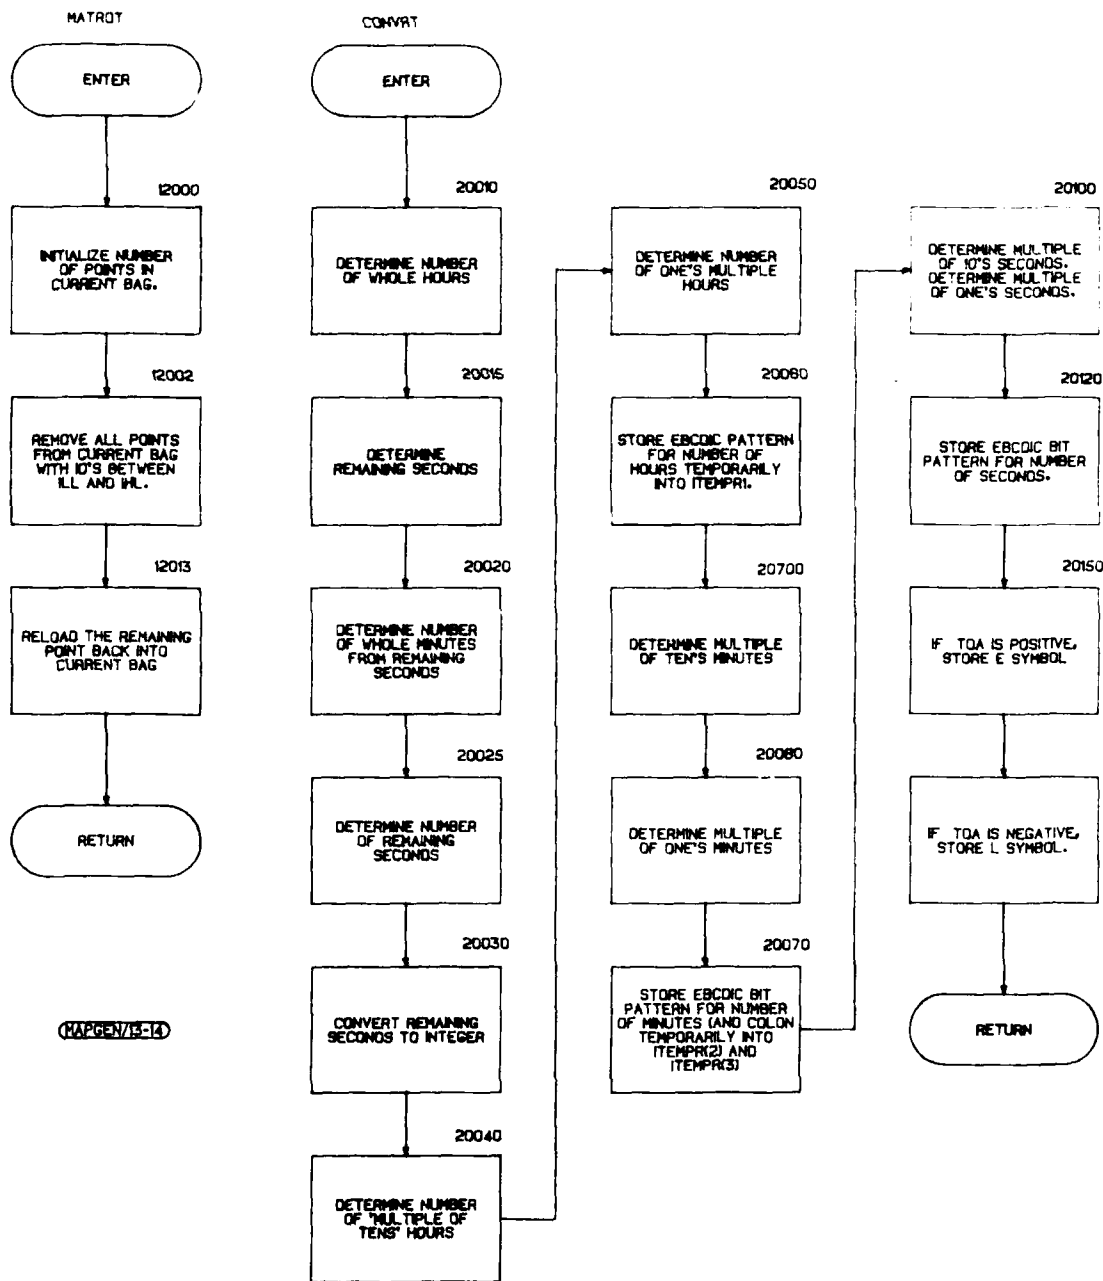 MATROT
ENTER
12000
INITIALIZE NUMBER
OF POINTS IN
CURRENT BAG.
12002
REMOVE ALL POINTS
FROM CURRENT BAG
WITH ID'S BETWEEN
ILL AND IHL.
12013
RELOAD THE REMAINING
POINT BACK INTO
CURRENT BAG
RETURN
MAPGEN/13-14
CONVRT
ENTER
20010
DETERMINE NUMBER
OF WHOLE HOURS
20015
DETERMINE
REMAINING SECONDS
20020
DETERMINE NUMBER
OF WHOLE MINUTES
FROM REMAINING
SECONDS
20025
DETERMINE NUMBER
OF REMAINING
SECONDS
20030
CONVERT REMAINING
SECONDS TO INTEGER
20040
DETERMINE NUMBER
OF 'MULTIPLE OF
TENS' HOURS
20050
DETERMINE NUMBER
OF ONE'S MULTIPLE
HOURS
20060
STORE EBCDIC PATTERN
FOR NUMBER OF
HOURS TEMPORARILY
INTO ITEMPR1.
20700
DETERMINE MULTIPLE
OF TEN'S MINUTES
20080
DETERMINE MULTIPLE
OF ONE'S MINUTES
20070
STORE EBCDIC BIT
PATTERN FOR NUMBER
OF MINUTES (AND COLON
TEMPORARILY INTO
ITEMPR(2) AND
ITEMPR(3)
20100
DETERMINE MULTIPLE
OF 10'S SECONDS.
DETERMINE MULTIPLE
OF ONE'S SECONDS.
20120
STORE EBCDIC BIT
PATTERN FOR NUMBER
OF SECONDS.
20150
IF TOA IS POSITIVE,
STORE E SYMBOL
IF TOA IS NEGATIVE,
STORE L SYMBOL.
RETURN